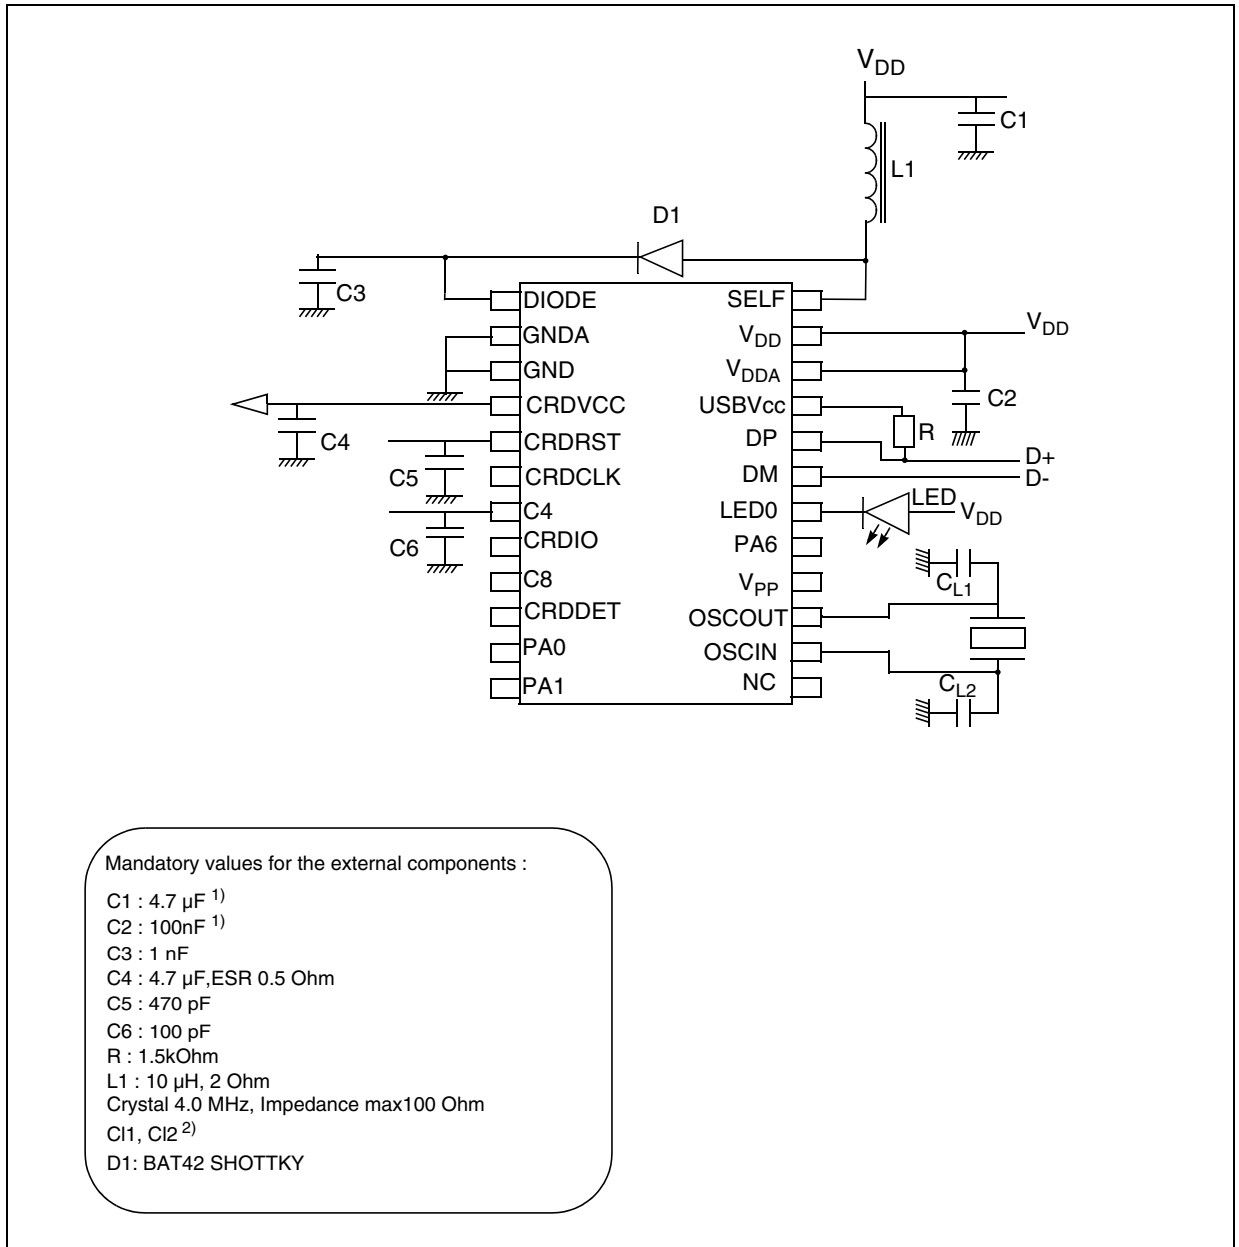 VDD
C1
L1
D1
C3
DIODE
SELF
GNDA
VDD
VDD
GND
VDDA
CRDVCC
USBVcc
C2
C4
R
CRDRST
DP
D+
C5
CRDCLK
DM
D-
C4
LED0
LED
VDD
C6
CRDIO
PA6
C8
VPP
CL1
CRDDET
OSCOUT
PA0
OSCIN
PA1
NC
CL2
Mandatory values for the external components :
C1 : 4.7 µF 1)
C2 : 100nF 1)
C3 : 1 nF
C4 : 4.7 µF,ESR 0.5 Ohm
C5 : 470 pF
C6 : 100 pF
R : 1.5kOhm
L1 : 10 µH, 2 Ohm
Crystal 4.0 MHz, Impedance max100 Ohm
Cl1, Cl2 2)
D1: BAT42 SHOTTKY